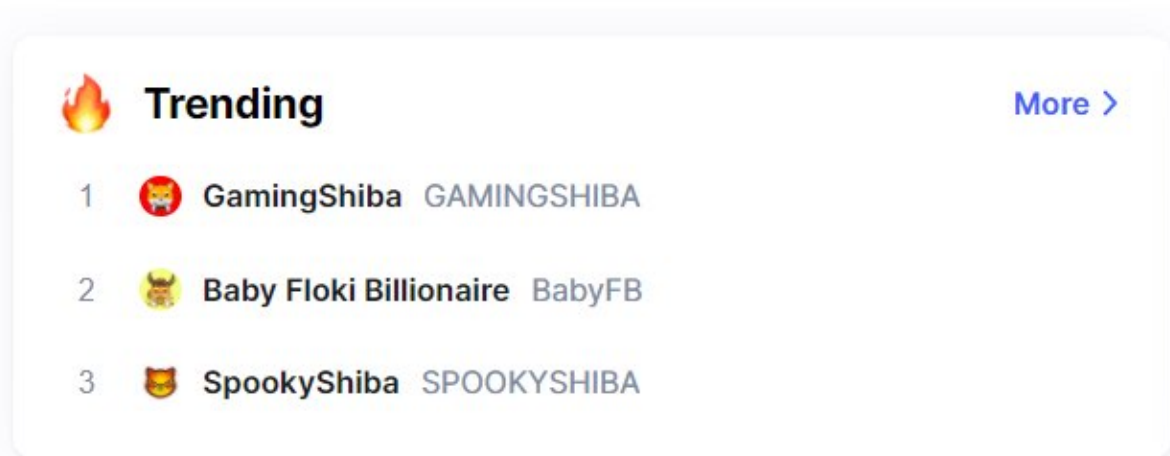 Trending More
1 GamingShiba GAMINGSHIBA
2 Baby Floki Billionaire BabyFB
3 SpookyShiba SPOOKYSHIBA